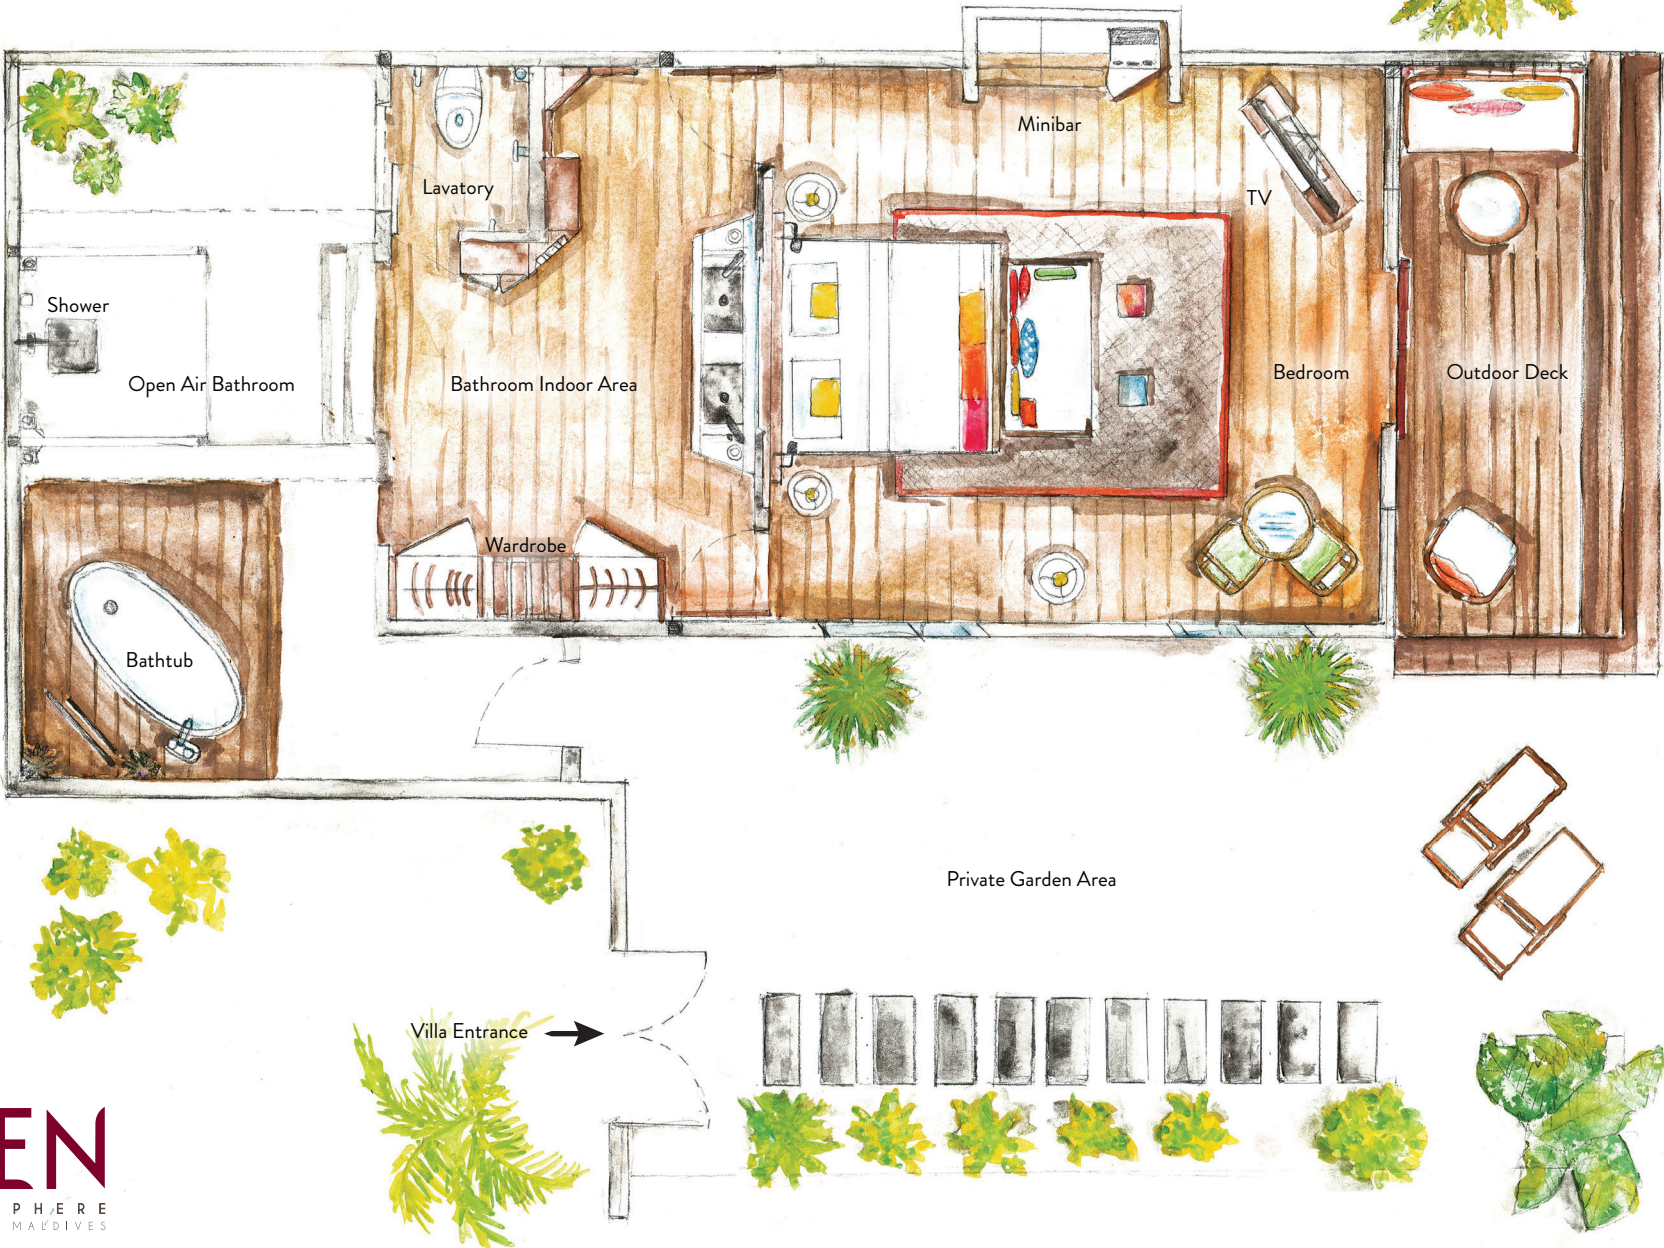 Minibar
Lavatory
TV
Shower
Open Air Bathroom
Bathroom Indoor Area
Bedroom
Outdoor Deck
Wardrobe
Bathtub
Private Garden Area
Villa Entrance
EN
PHERE
MALDIVES